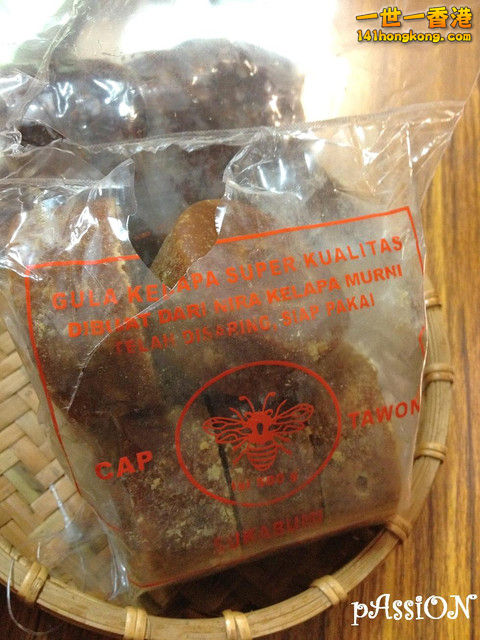 一世一香港
141hongkong.com
GULA KELAPA SUPER KUALITAS
DIBUAT DARI NIRA KELAPA MURNI
TELAH DISARING, SIAP PAKAI
CAP TAWON
SUKABUMI
pAssiON